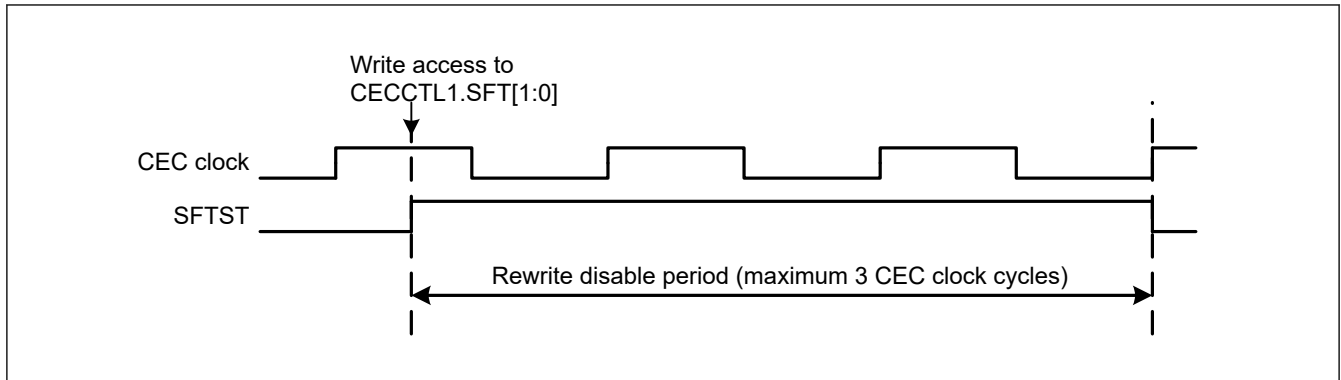 Write access to
CECCTL1.SFT[1:0]
CEC clock
SFTST
Rewrite disable period (maximum 3 CEC clock cycles)